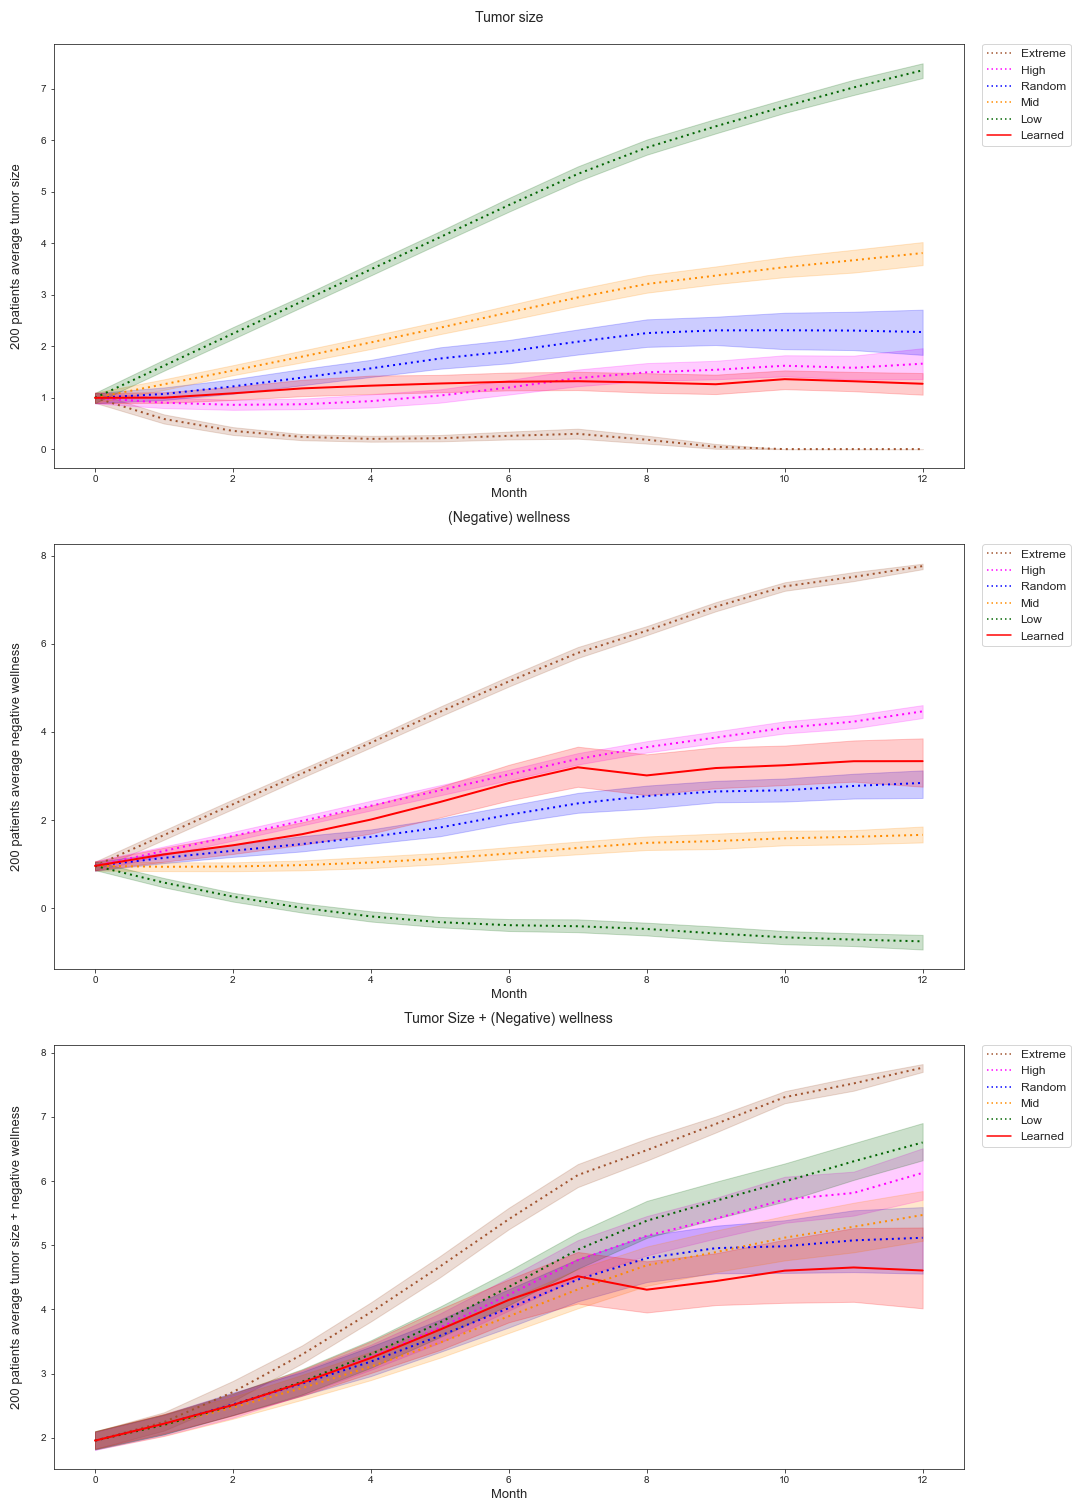 Tumor size
200 patients average tumor size
7
6
5
4
3
2
1
0
0 2 4 6 8 10 12
Month
Extreme
High
Random
Mid
Low
Learned
(Negative) wellness
200 patients average negative wellness
8
6
4
2
0
0 2 4 6 8 10 12
Month
Extreme
High
Random
Mid
Low
Learned
Tumor Size + (Negative) wellness
200 patients average tumor size + negative wellness
8
7
6
5
4
3
2
0 2 4 6 8 10 12
Month
Extreme
High
Random
Mid
Low
Learned